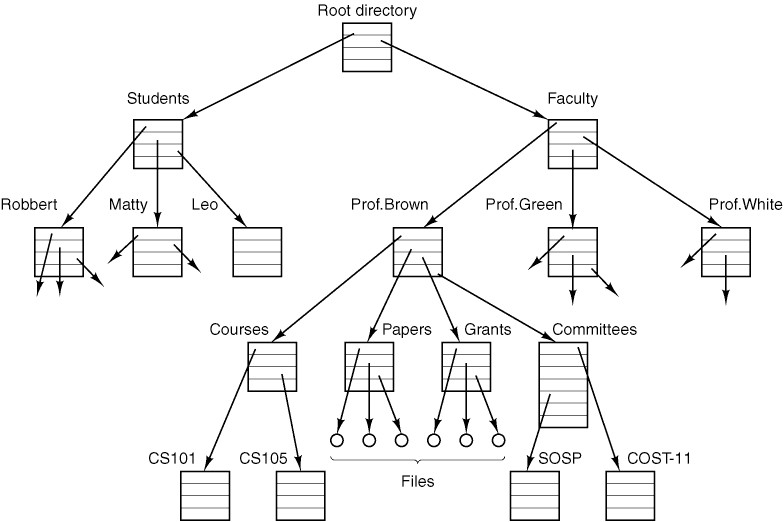 Root directory
Students
Faculty
Robbert
Matty
Leo
Prof.Brown
Prof.Green
Prof.White
Courses
Papers
Grants
Committees
CS101
CS105
SOSP
COST-11
Files